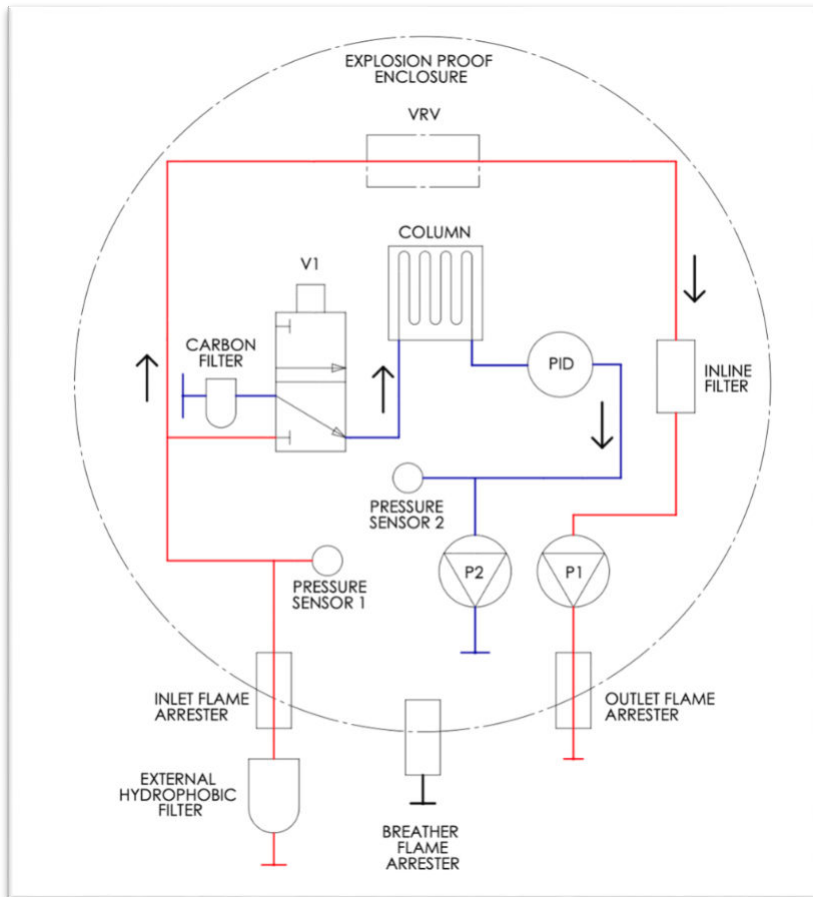 EXPLOSION PROOF
ENCLOSURE
VRV
COLUMN
V1
CARBON
FILTER
PID
INLINE
FILTER
PRESSURE
SENSOR 2
P2
P1
PRESSURE
SENSOR 1
INLET FLAME
ARRESTER
OUTLET FLAME
ARRESTER
EXTERNAL
HYDROPHOBIC
FILTER
BREATHER
FLAME
ARRESTER